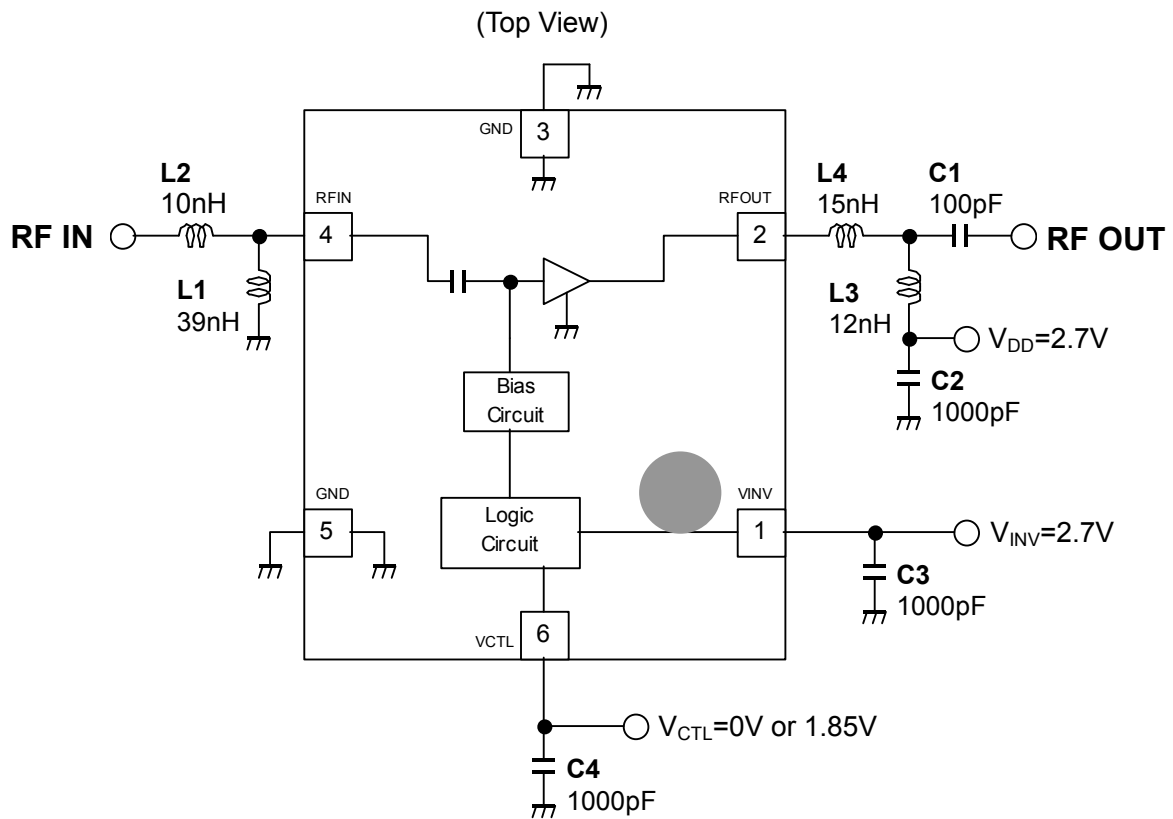 (Top View)
GND
3
L2
10nH
RFIN
4
RF IN
L1
39nH
RFOUT
2
L4
15nH
C1
100pF
RF OUT
L3
12nH
VDD=2.7V
C2
1000pF
Bias
Circuit
GND
5
Logic
Circuit
VINV
1
VINV=2.7V
C3
1000pF
VCTL
6
VCTL=0V or 1.85V
C4
1000pF